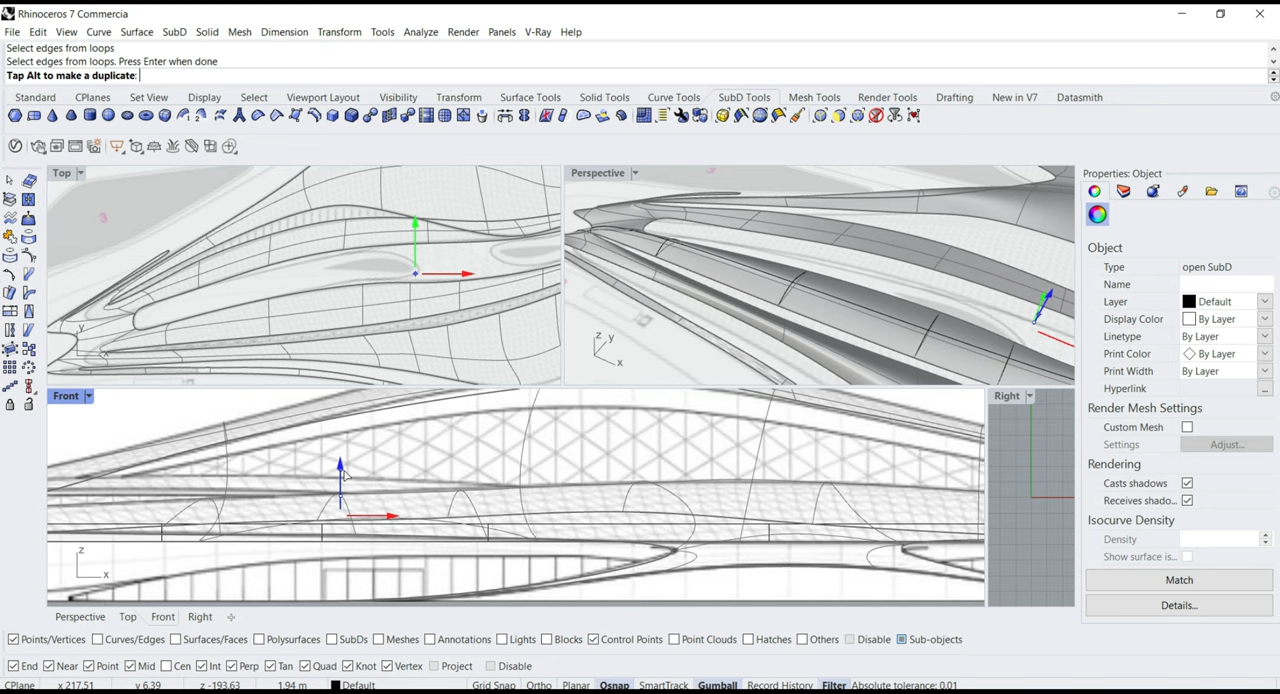 Rhinoceros 7 Commercia
File Edit View Curve Surface SubD Solid Mesh Dimension Transform Tools Analyze Render Panels V-Ray Help
Select edges from loops
Select edges from loops. Press Enter when done
Tap Alt to make a duplicate:
Standard CPlanes Set View Display Select Viewport Layout Visibility Transform Surface Tools Solid Tools Curve Tools SubD Tools Mesh Tools Render Tools Drafting New in V7 Datasmith
Top Perspective Properties: Object
3
y
x
z y
x
Object
Type open SubD
Name
Layer Default
Display Color By Layer
Linetype By Layer
Print Color By Layer
Print Width By Layer
Hyperlink ...
Front Right
z
x
Render Mesh Settings
Custom Mesh
Settings Adjust...
Rendering
Casts shadows
Receives shado...
Isocurve Density
Density
Show surface is...
Match
Details...
Perspective Top Front Right
Points/Vertices Curves/Edges Surfaces/Faces Polysurfaces SubDs Meshes Annotations Lights Blocks Control Points Point Clouds Hatches Others Disable Sub-objects
End Near Point Mid Cen Int Perp Tan Quad Knot Vertex Project Disable
CPlane x 217.51 y 6.39 z -193.63 1.94 m Default Grid Snap Ortho Planar Osnap SmartTrack Gumball Record History Filter Absolute tolerance: 0.01